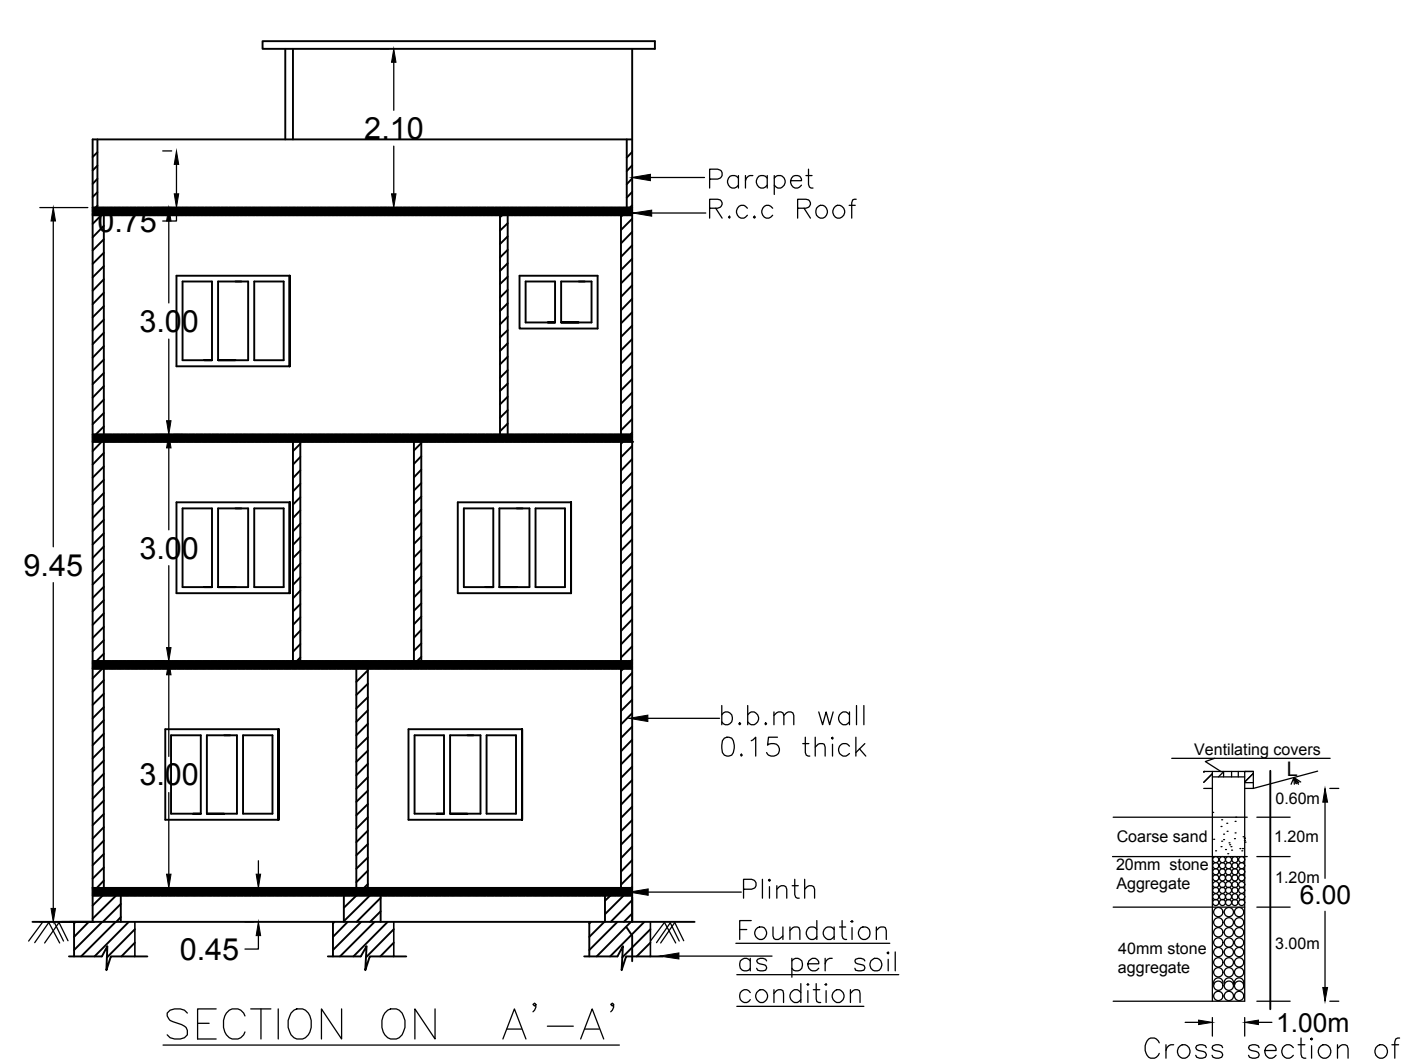 2.10
Parapet
R.c.c Roof
0.75
3.00
3.00
9.45
b.b.m wall
0.15 thick
3.00
Plinth
0.45
Foundation
as per soil
condition
SECTION ON A'-A'
Ventilating covers
L
0.60m
Coarse sand
1.20m
20mm stone
Aggregate
1.20m
6.00
40mm stone
aggregate
3.00m
1.00m
Cross section of